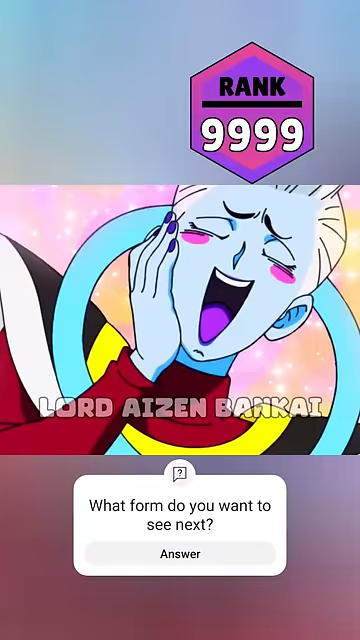 RANK
9999
LORD AIZEN BANKAI
What form do you want to
see next?
Answer